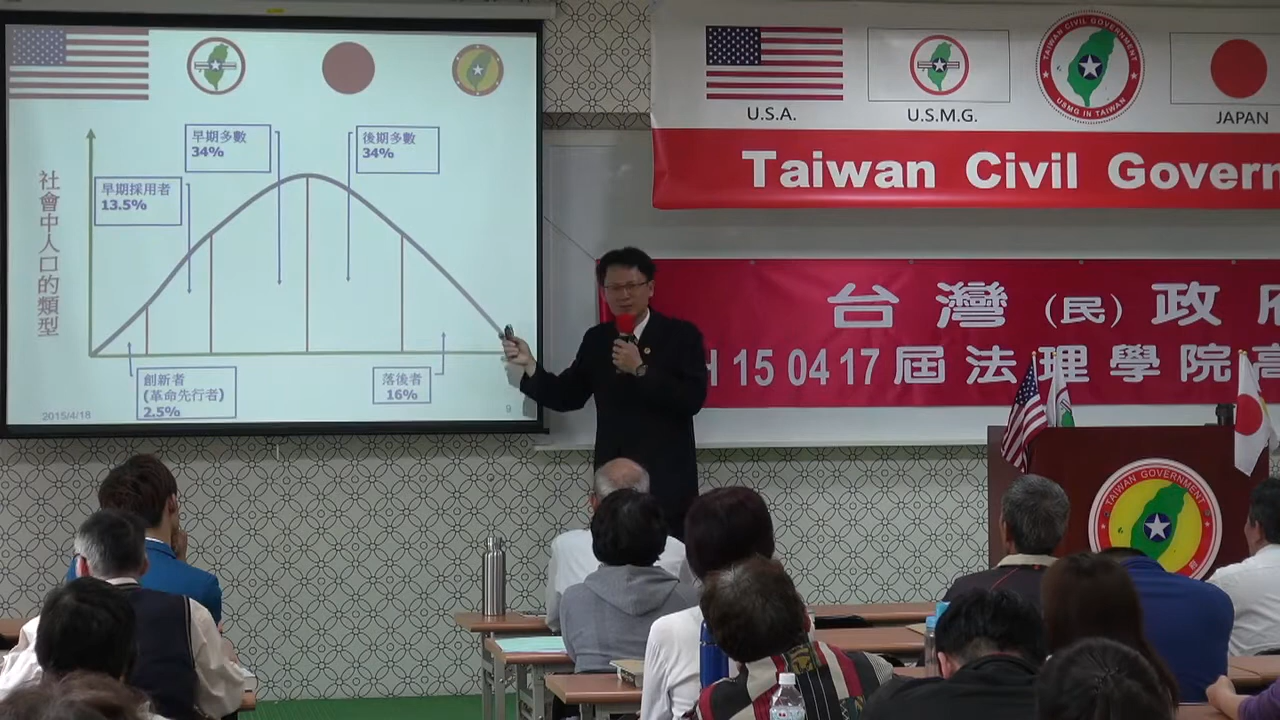 社會中人口的類型
早期多數
34%
後期多數
34%
早期採用者
13.5%
創新者
(革命先行者)
2.5%
落後者
16%
2015/4/18
9
U.S.A.
U.S.M.G.
TAIWAN CIVIL GOVERNMENT
USMG IN TAIWAN
JAPAN
Taiwan Civil Govern
台灣(民)政府
15 04 17 屆法理學院高
TAIWAN GOVERNMENT